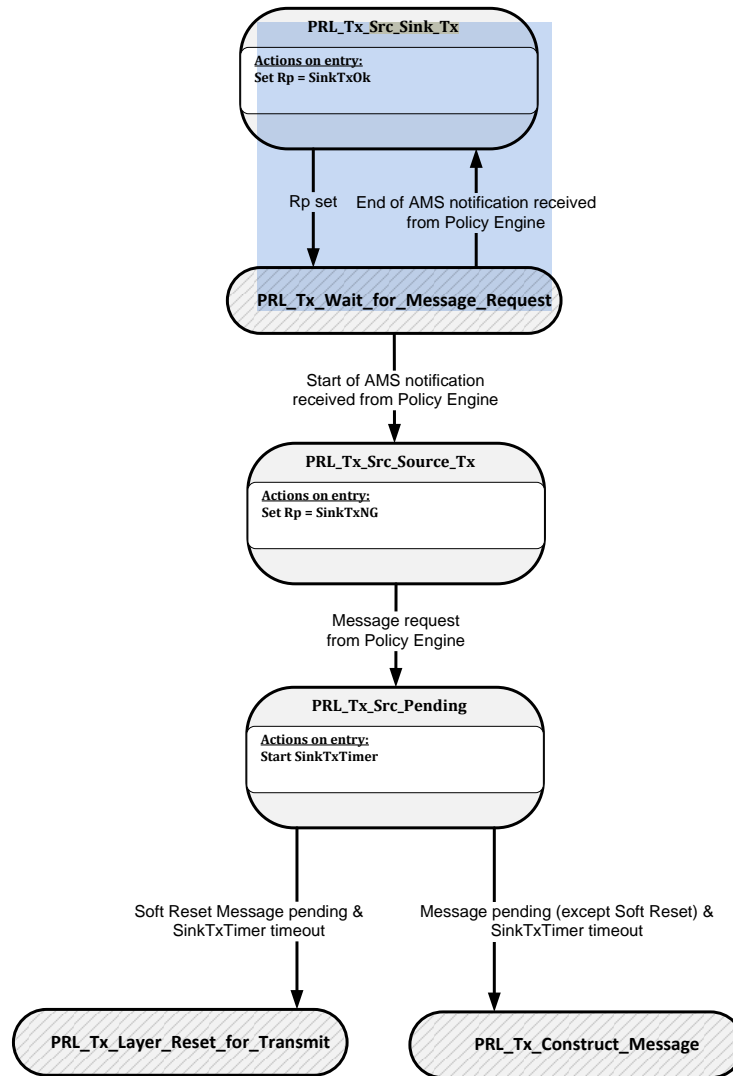 PRL_Tx_Src_Sink_Tx
Actions on entry:
Set Rp = SinkTxOk
Rp set
End of AMS notification received
from Policy Engine
PRL_Tx_Wait_for_Message_Request
Start of AMS notification
received from Policy Engine
PRL_Tx_Src_Source_Tx
Actions on entry:
Set Rp = SinkTxNG
Message request
from Policy Engine
PRL_Tx_Src_Pending
Actions on entry:
Start SinkTxTimer
Soft Reset Message pending &
SinkTxTimer timeout
Message pending (except Soft Reset) &
SinkTxTimer timeout
PRL_Tx_Layer_Reset_for_Transmit
PRL_Tx_Construct_Message